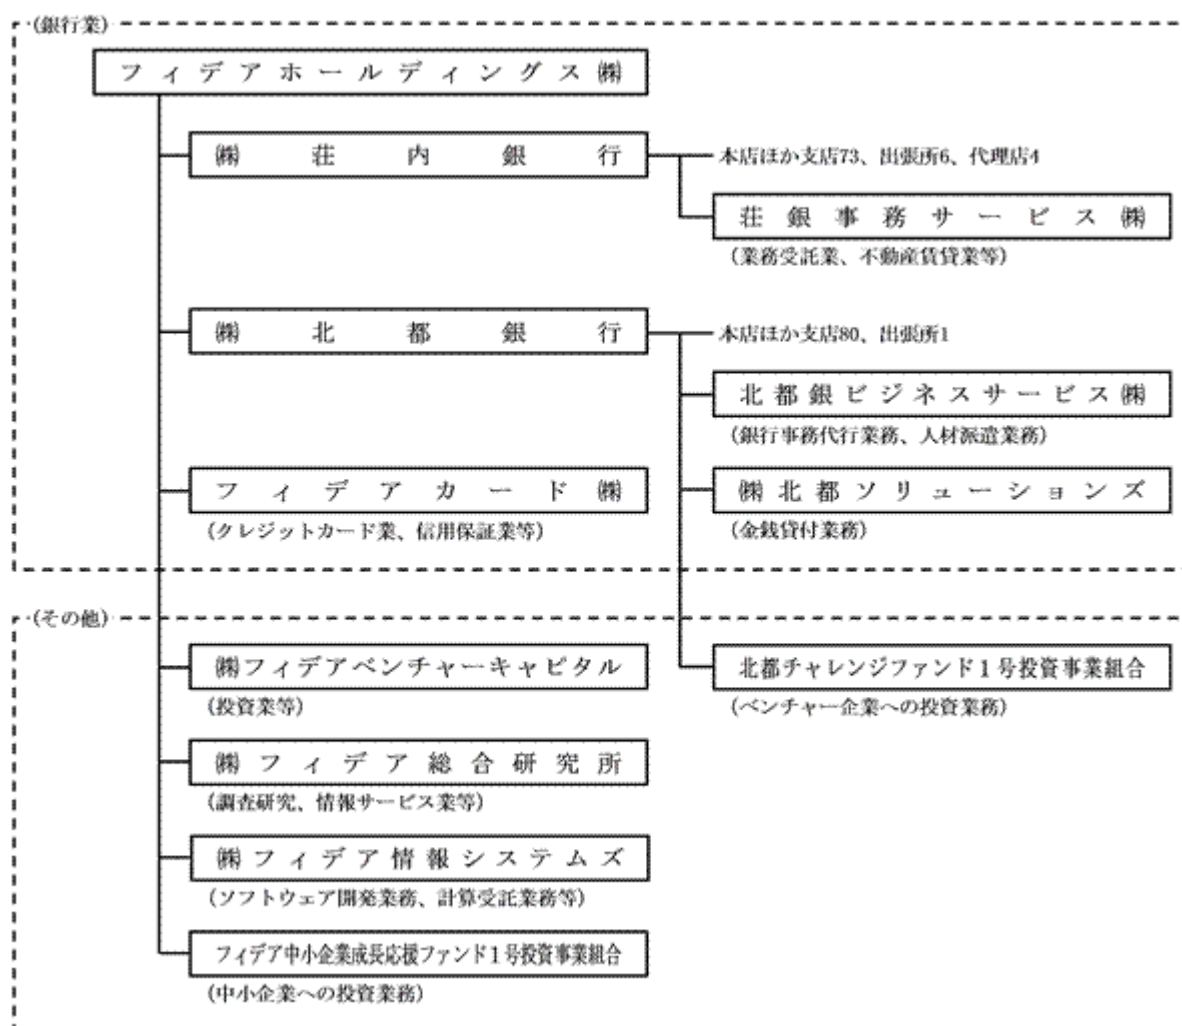 (銀行業)
フィデアホールディングス㈱
㈱荘内銀行
本店ほか支店73、出張所6、代理店4
荘銀事務サービス㈱
(業務受託業、不動産賃貸業等)
㈱北都銀行
本店ほか支店80、出張所1
北都銀ビジネスサービス㈱
(銀行事務代行業務、人材派遣業務)
フィデアカード㈱
(クレジットカード業、信用保証業等)
㈱北都ソリューションズ
(金銭貸付業務)
(その他)
㈱フィデアベンチャーキャピタル
(投資業等)
北都チャレンジファンド1号投資事業組合
(ベンチャー企業への投資業務)
㈱フィデア総合研究所
(調査研究、情報サービス業等)
㈱フィデア情報システムズ
(ソフトウェア開発業務、計算受託業務等)
フィデア中小企業成長応援ファンド1号投資事業組合
(中小企業への投資業務)